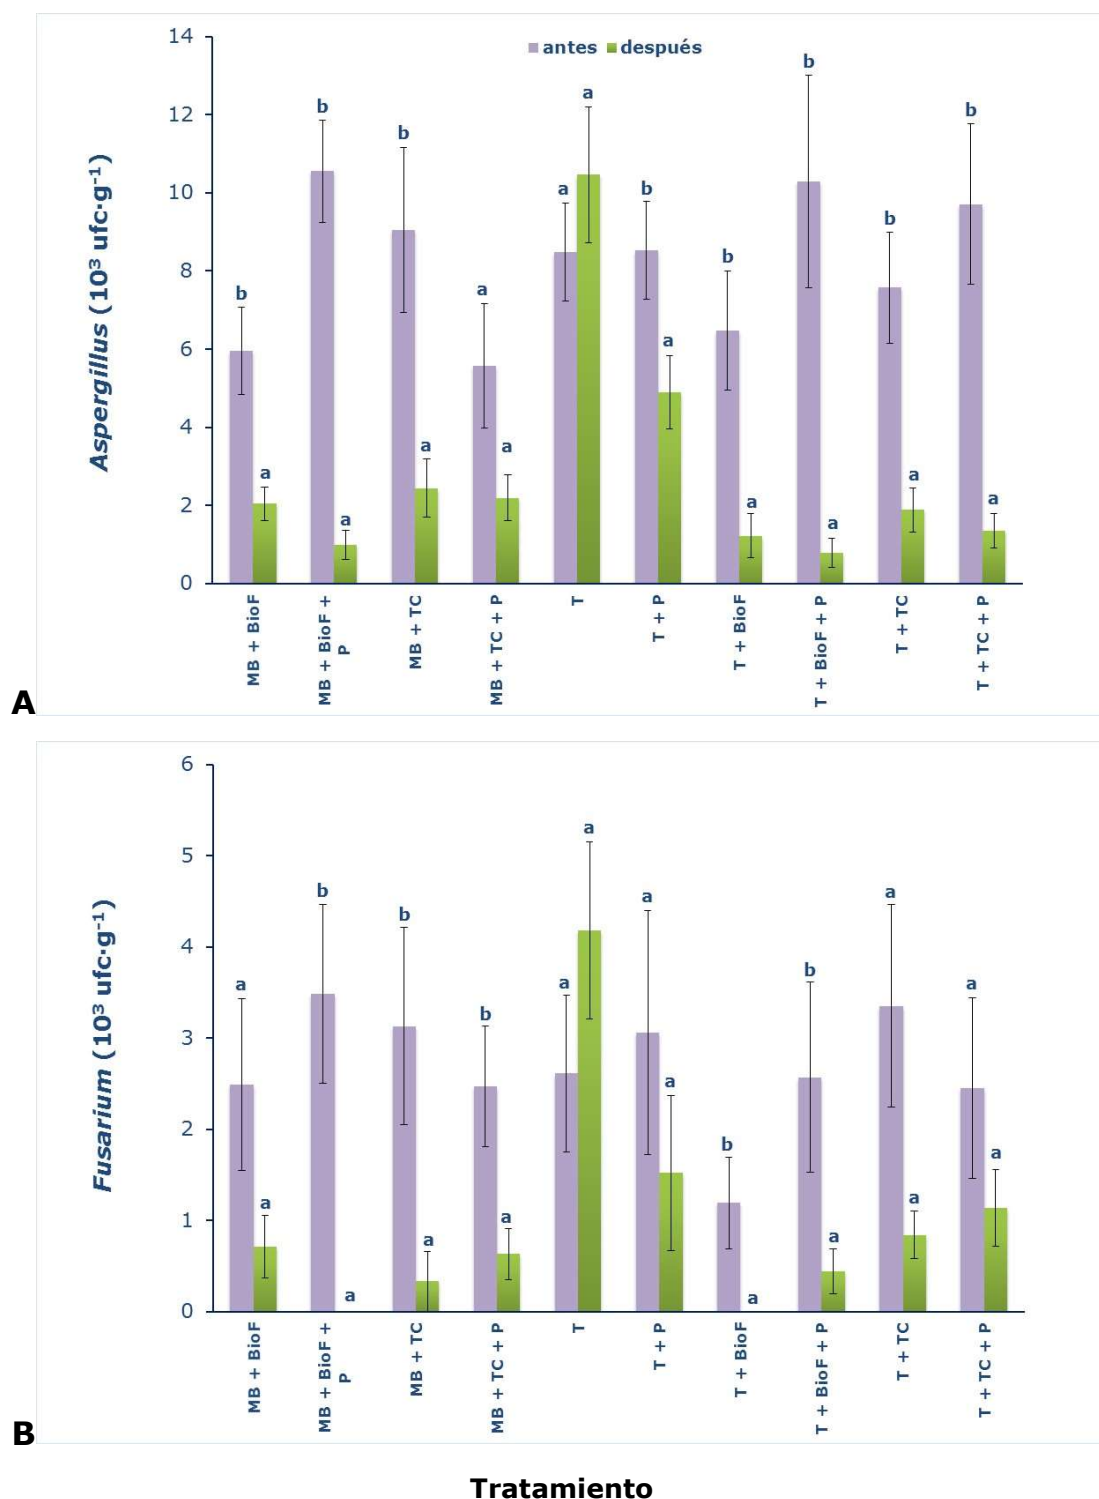 antes después
14
12
10
8
6
4
2
0
Aspergillus (10³ ufc·g⁻¹)
b
a
b
a
b
a
a
a
a
a
b
a
b
a
b
a
b
a
b
a
MB + BioF
MB + BioF +
P
MB + TC
MB + TC + P
T
T + P
T + BioF
T + BioF + P
T + TC
T + TC + P
A
6
5
4
3
2
1
0
Fusarium (10³ ufc·g⁻¹)
a
a
b
a
b
a
b
a
a
a
a
a
b
a
b
a
a
a
a
a
MB + BioF
MB + BioF +
P
MB + TC
MB + TC + P
T
T + P
T + BioF
T + BioF + P
T + TC
T + TC + P
B
Tratamiento